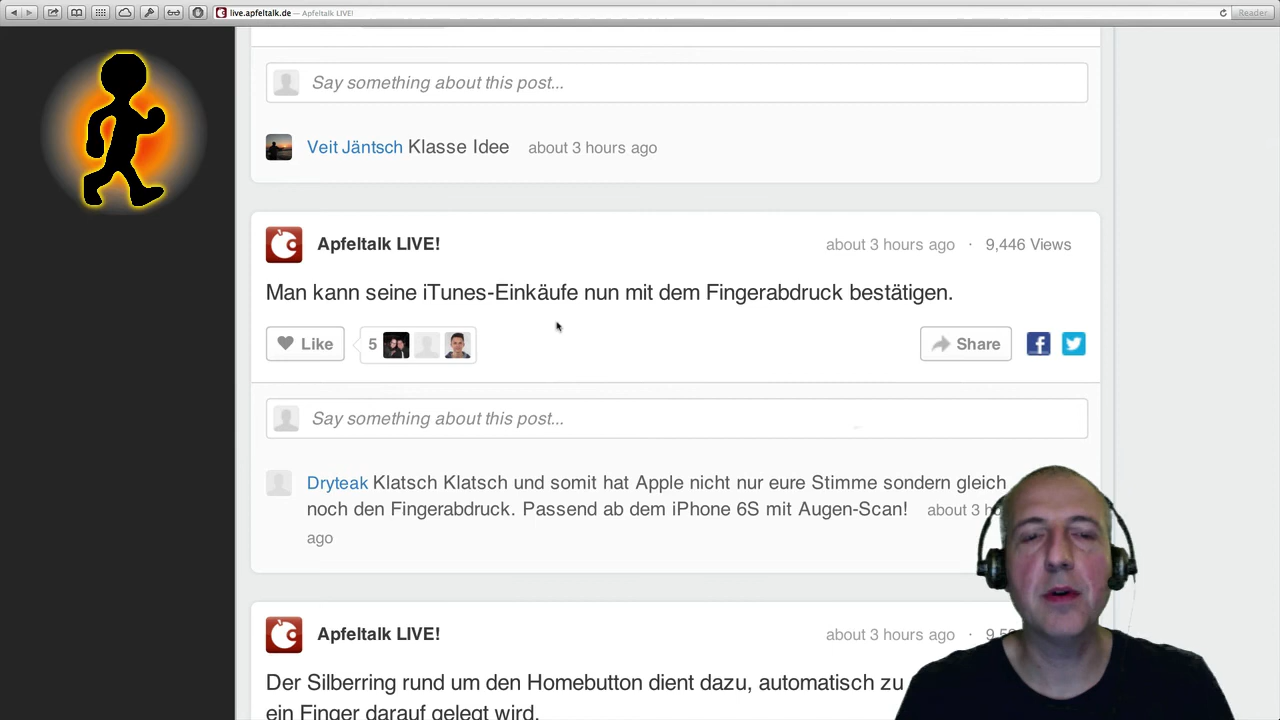 live.apfeltalk.de — Apfeltalk LIVE!
Reader
Say something about this post...
Veit Jäntsch Klasse Idee about 3 hours ago
Apfeltalk LIVE!
about 3 hours ago · 9,446 Views
Man kann seine iTunes-Einkäufe nun mit dem Fingerabdruck bestätigen.
Like
5
Share
Say something about this post...
Dryteak Klatsch Klatsch und somit hat Apple nicht nur eure Stimme sondern gleich
noch den Fingerabdruck. Passend ab dem iPhone 6S mit Augen-Scan! about 3
ago
Apfeltalk LIVE!
about 3 hours ago ·
Der Silberring rund um den Homebutton dient dazu, automatisch zu
ein Finger darauf gelegt wird.